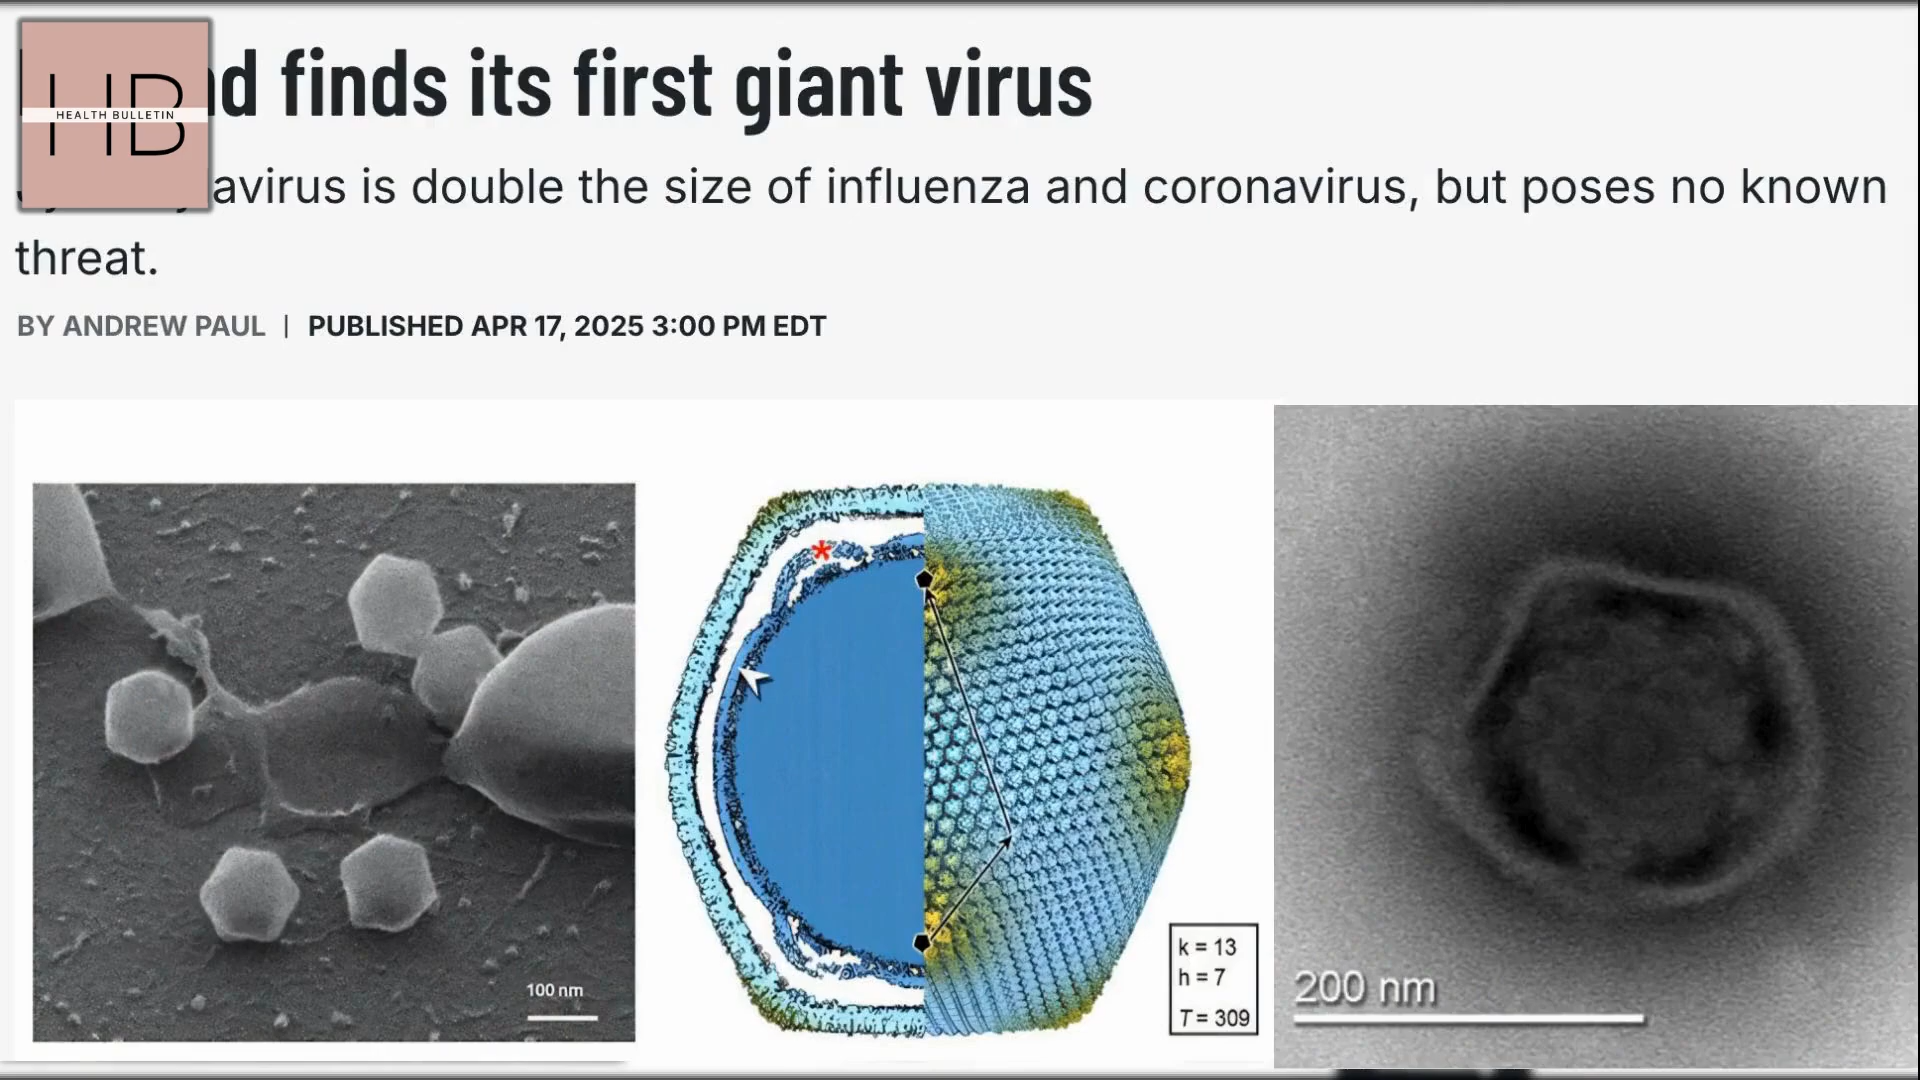 nd finds its first giant virus
HB
HEALTH BULLETIN
avirus is double the size of influenza and coronavirus, but poses no known
threat.
BY ANDREW PAUL | PUBLISHED APR 17, 2025 3:00 PM EDT
k = 13
h = 7
T = 309
100 nm
200 nm